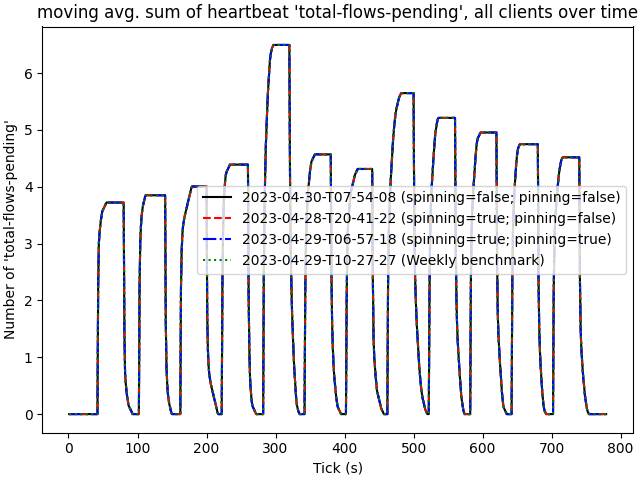 moving avg. sum of heartbeat 'total-flows-pending', all clients over time
Number of 'total-flows-pending'
6
5
4
3
2
1
0
2023-04-30-T07-54-08 (spinning=false; pinning=false)
2023-04-28-T20-41-22 (spinning=true; pinning=false)
2023-04-29-T06-57-18 (spinning=true; pinning=true)
2023-04-29-T10-27-27 (Weekly benchmark)
0 100 200 300 400 500 600 700 800
Tick (s)